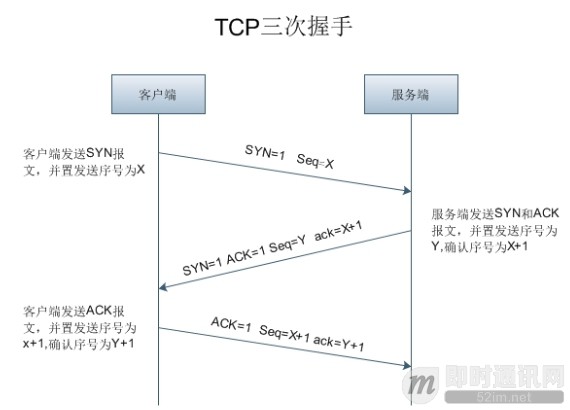 TCP三次握手
客户端
服务端
客户端发送SYN报
文，并置发送序号为X
SYN=1 Seq=X
服务端发送SYN和ACK
报文，并置发送序号为
Y,确认序号为X+1
SYN=1 ACK=1 Seq=Y ack=X+1
客户端发送ACK报
文，并置发送序号为
x+1,确认序号为Y+1
ACK=1 Seq=X+1 ack=Y+1
m 即时通讯网
52im.net